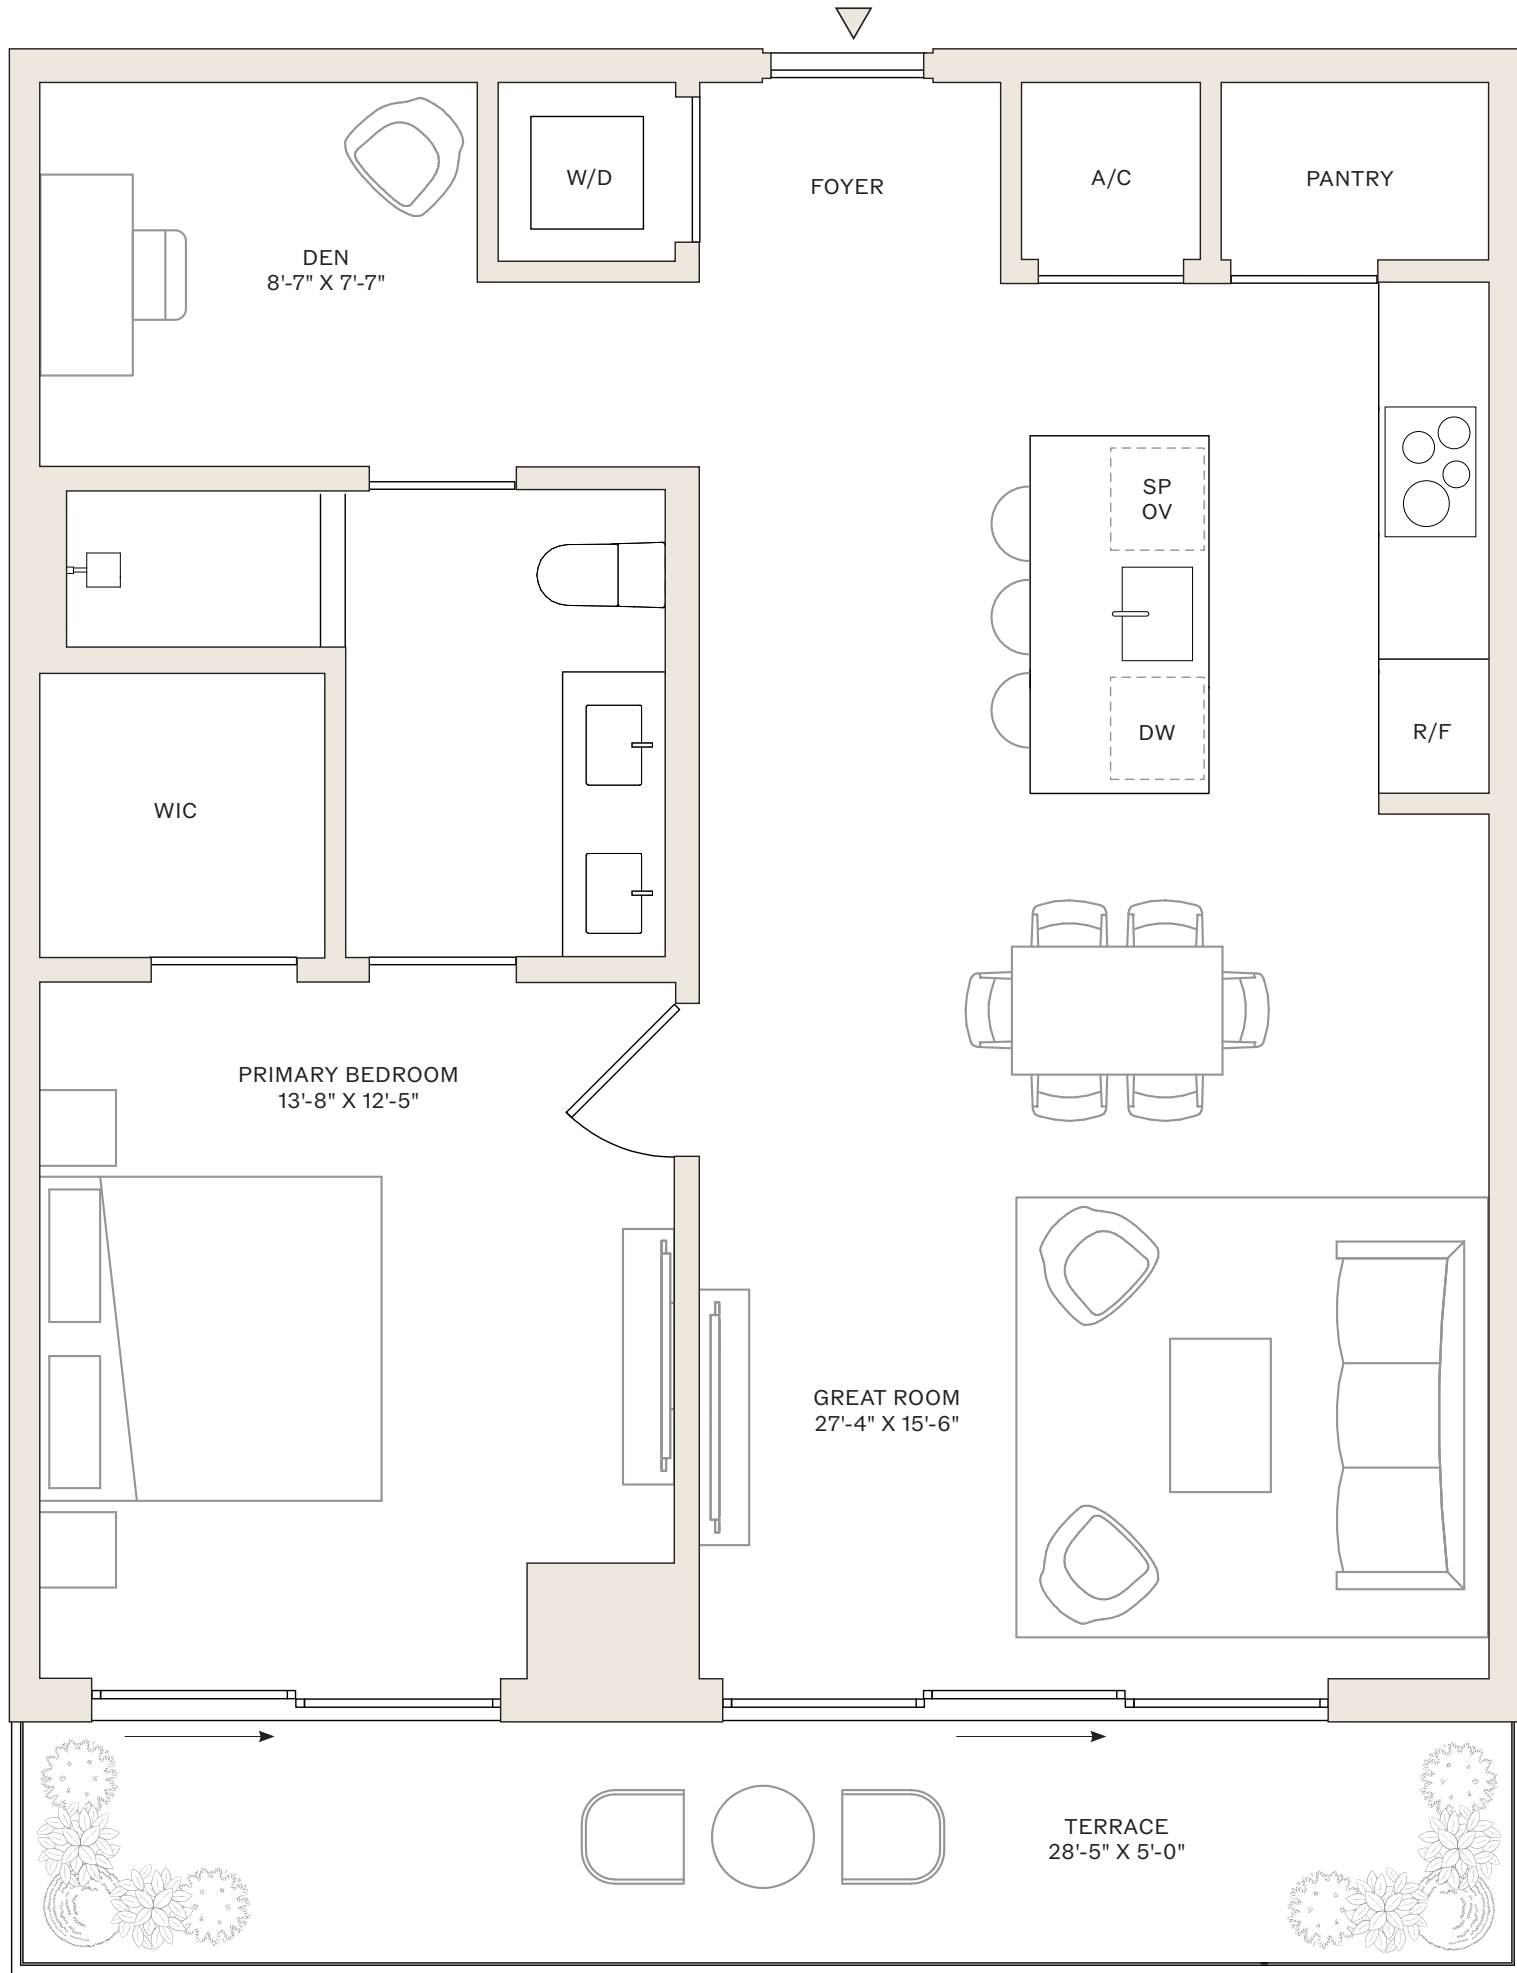 W/D
FOYER
A/C
PANTRY
DEN
8'-7" X 7'-7"
SP
OV
DW
R/F
WIC
PRIMARY BEDROOM
13'-8" X 12'-5"
GREAT ROOM
27'-4" X 15'-6"
TERRACE
28'-5" X 5'-0"